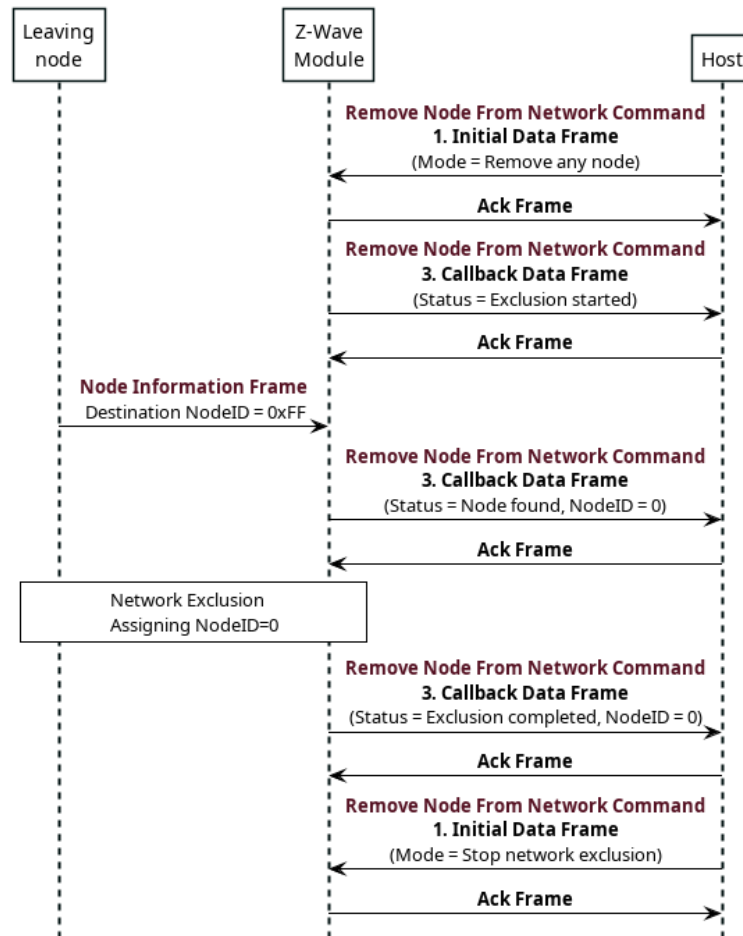 Leaving
node
Z-Wave
Module
Host
Remove Node From Network Command
1. Initial Data Frame
(Mode = Remove any node)
Ack Frame
Remove Node From Network Command
3. Callback Data Frame
(Status = Exclusion started)
Ack Frame
Node Information Frame
Destination NodeID = 0xFF
Remove Node From Network Command
3. Callback Data Frame
(Status = Node found, NodeID = 0)
Ack Frame
Network Exclusion
Assigning NodeID=0
Remove Node From Network Command
3. Callback Data Frame
(Status = Exclusion completed, NodeID = 0)
Ack Frame
Remove Node From Network Command
1. Initial Data Frame
(Mode = Stop network exclusion)
Ack Frame